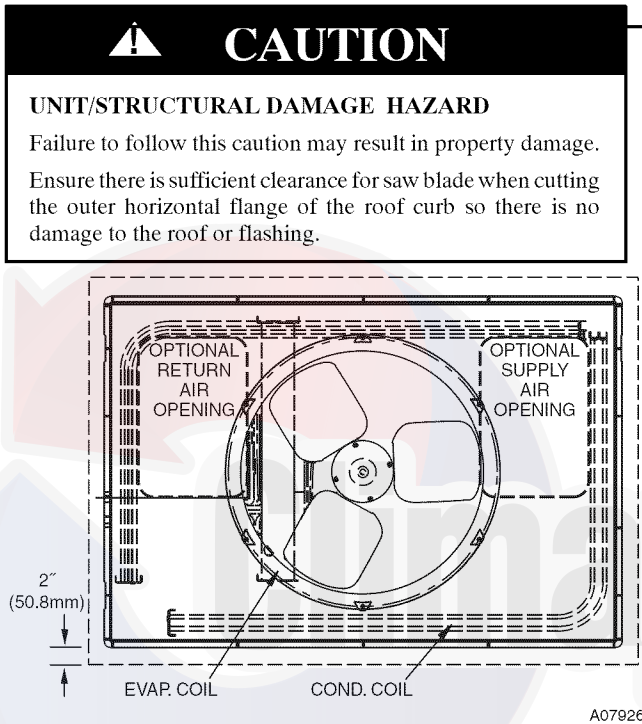 CAUTION
UNIT/STRUCTURAL DAMAGE HAZARD
Failure to follow this caution may result in property damage.
Ensure there is sufficient clearance for saw blade when cutting
the outer horizontal flange of the roof curb so there is no
damage to the roof or flashing.
OPTIONAL
RETURN
AIR
OPENING
OPTIONAL
SUPPLY
AIR
OPENING
2″
(50.8mm)
EVAP. COIL
COND. COIL
A07926